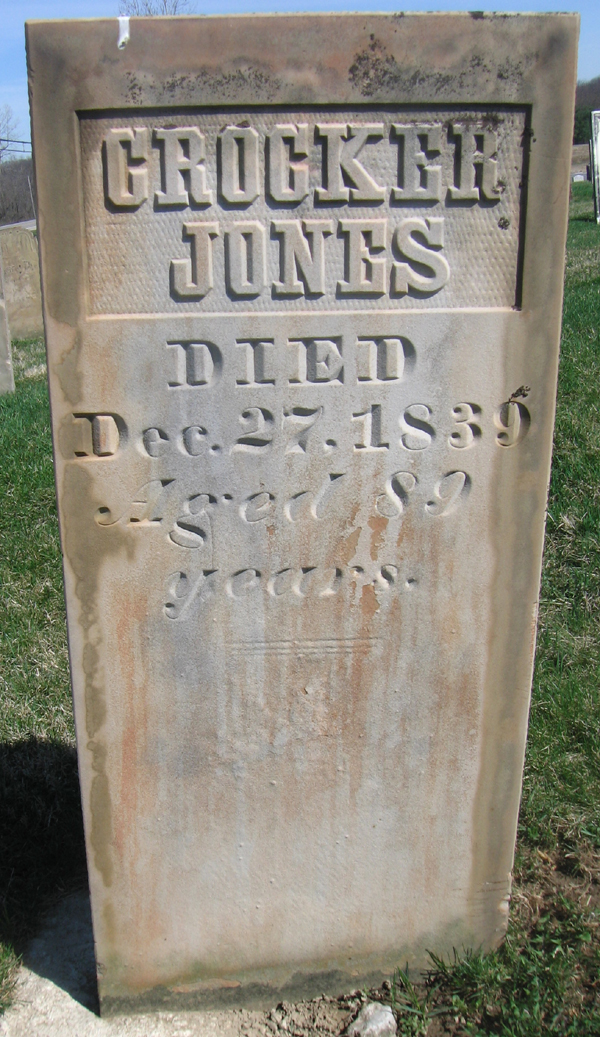 CROCKER
JONES
DIED
Dec. 27. 1839
Aged 89
years.